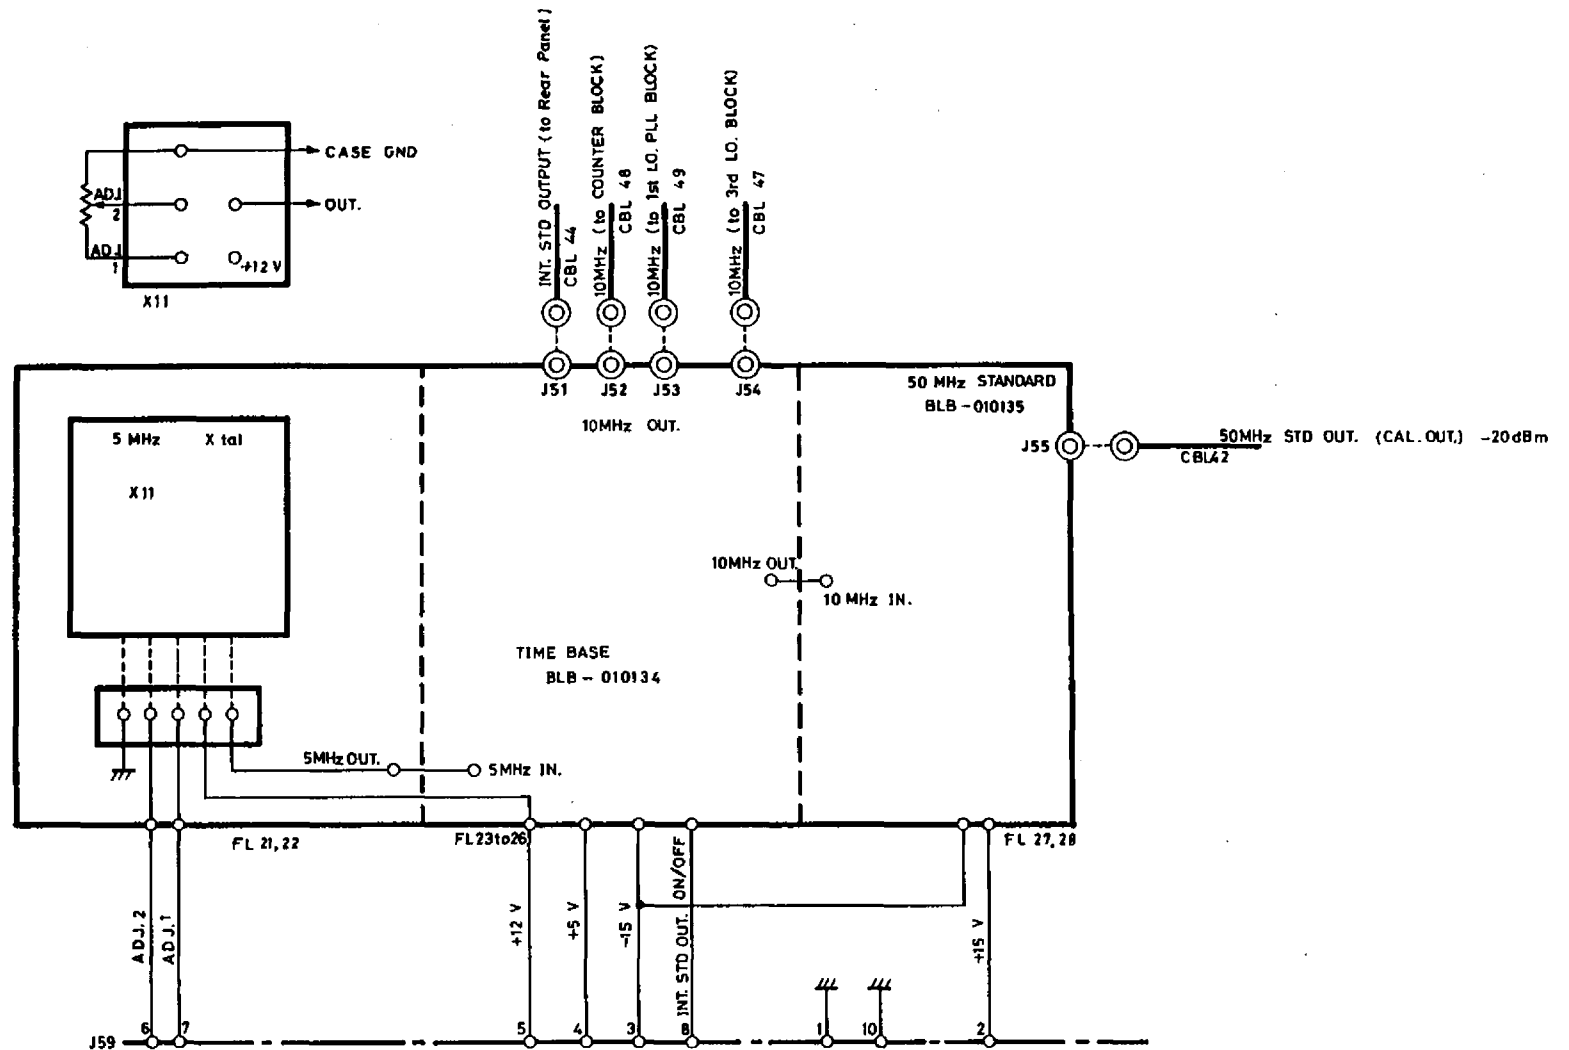 INT. STD OUTPUT (to Rear Panel)
CBL 44
10MHz (to COUNTER BLOCK)
CBL 48
10MHz (to 1st LO. PLL BLOCK)
CBL 49
10MHz (to 3rd LO. BLOCK)
CBL 47
CASE GND
ADJ. 2
OUT.
ADJ. 1
+12 V
X11
J51
J52
J53
J54
10MHz OUT.
50 MHz STANDARD
BLB-010135
J55
50MHz STD OUT. (CAL.OUT.) -20dBm
CBL42
5 MHz X tal
X11
10MHz OUT.
10 MHz IN.
TIME BASE
BLB-010134
5MHz OUT.
5MHz IN.
FL 21,22
FL23to26
FL 27,28
ADJ.2
ADJ.1
+12 V
+5 V
-15 V
INT. STD OUT. ON/OFF
+15 V
J59
6
7
5
4
3
8
1
10
2